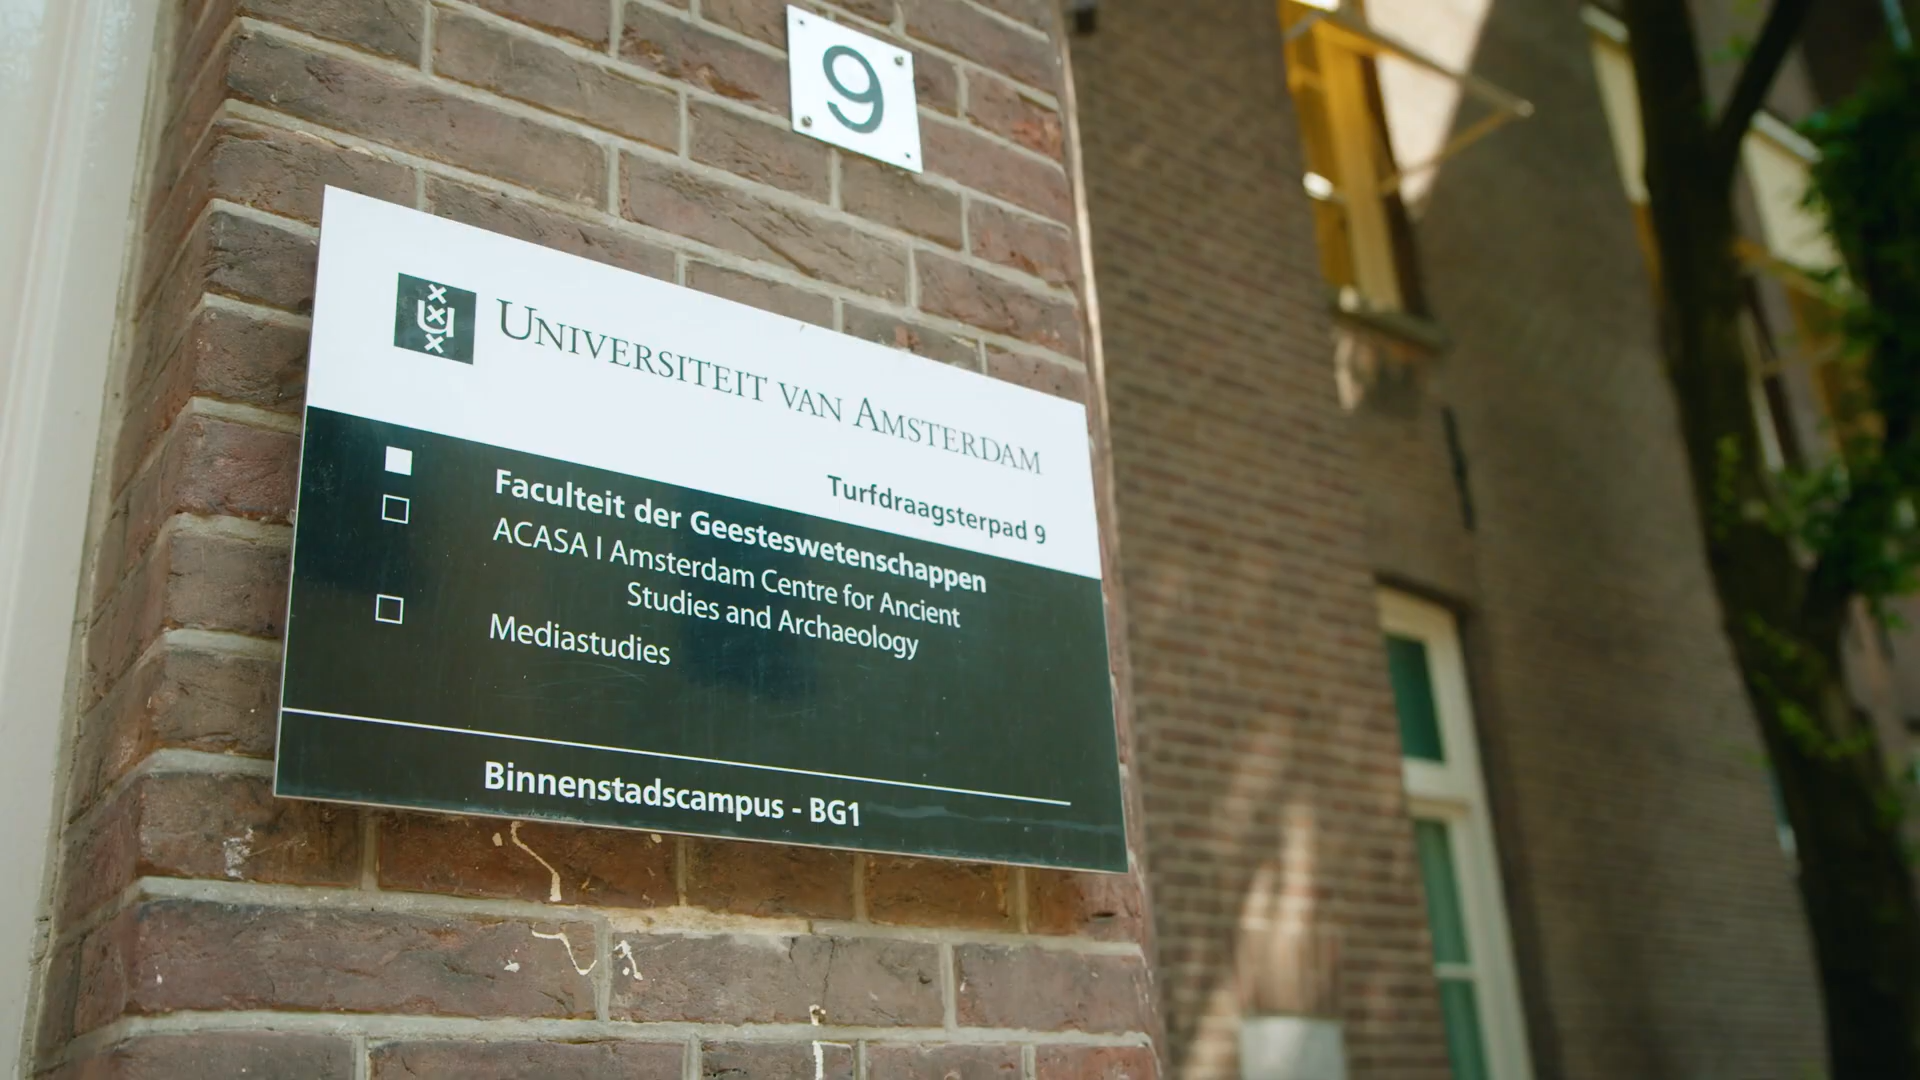 9
UNIVERSITEIT VAN AMSTERDAM
Turfdraagsterpad 9
Faculteit der Geesteswetenschappen
ACASA | Amsterdam Centre for Ancient
Studies and Archaeology
Mediastudies
Binnenstadscampus - BG1